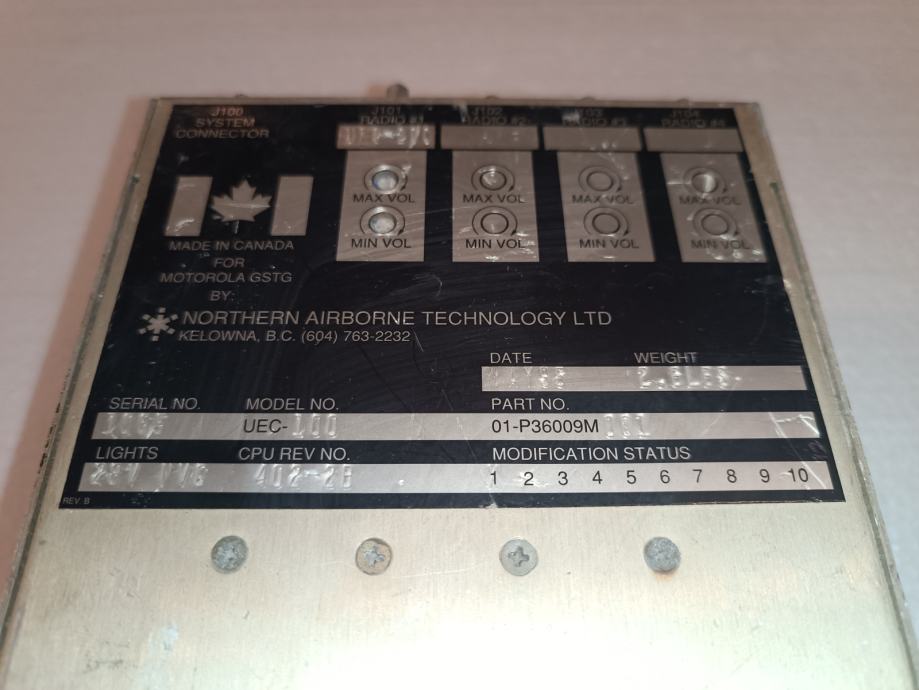 J100
SYSTEM
CONNECTOR
J101
RADIO #1
J102
RADIO #2
J103
RADIO #3
J104
RADIO #4
MAX VOL
MAX VOL
MAX VOL
MAX VOL
MIN VOL
MIN VOL
MIN VOL
MIN VOL
MADE IN CANADA
FOR
MOTOROLA GSTG
BY:
NORTHERN AIRBORNE TECHNOLOGY LTD
KELOWNA, B.C. (604) 763-2232
DATE WEIGHT
SERIAL NO. MODEL NO. PART NO.
UEC-100 01-P36009M
LIGHTS CPU REV NO. MODIFICATION STATUS
402-2B 1 2 3 4 5 6 7 8 9 10
REV. B